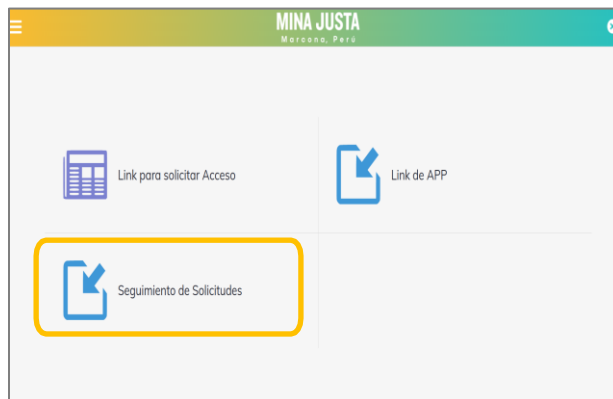 MINA JUSTA
Marcona, Perú
Link para solicitar Acceso
Link de APP
Seguimiento de Solicitudes